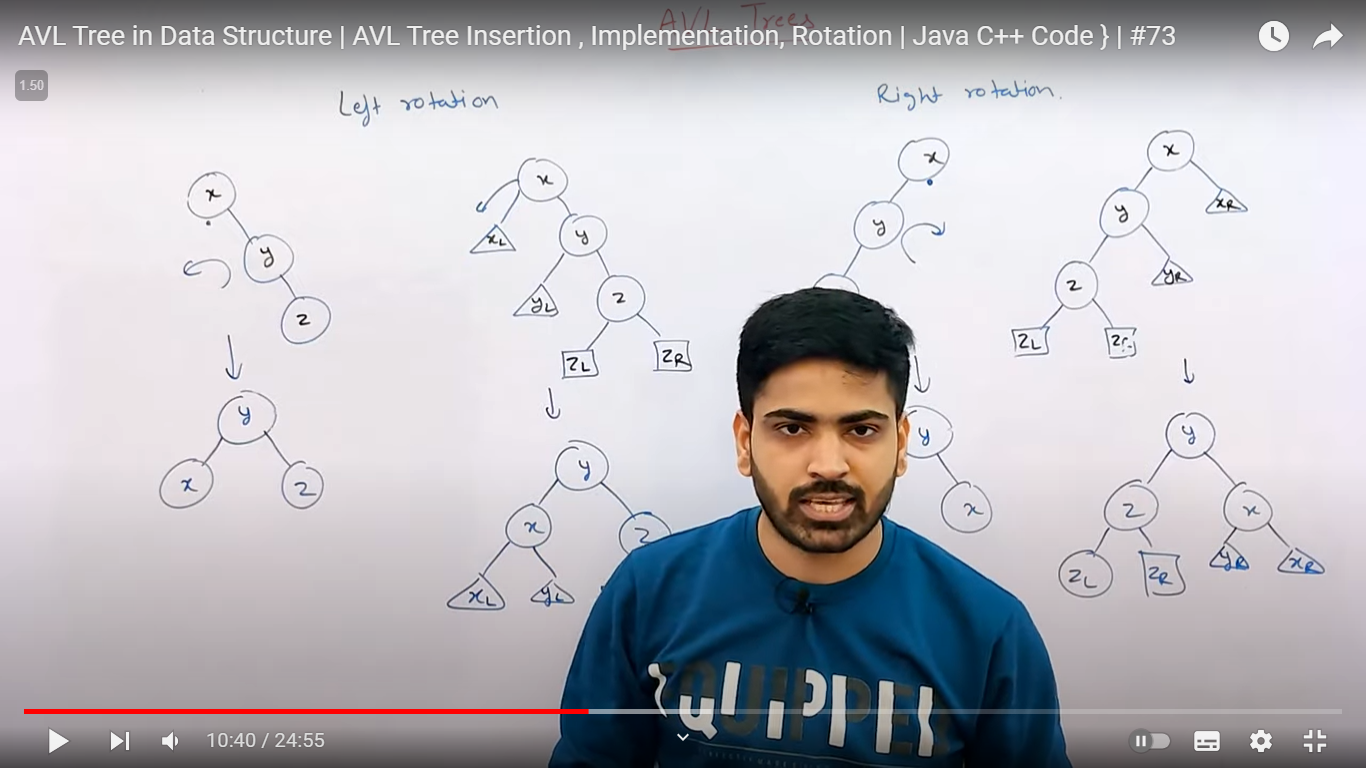 AVL Trees
AVL Tree in Data Structure | AVL Tree Insertion , Implementation, Rotation | Java C++ Code } | #73
1.50
Left rotation
Right rotation.
x
y
z
y
x
z
x
xL
y
yL
z
zL
zR
y
x
z
xL
yL
x
y
y
x
x
y
xR
z
yR
zL
y
z
x
zL
zR
yR
xR
EQUIPPED
10:40 / 24:55